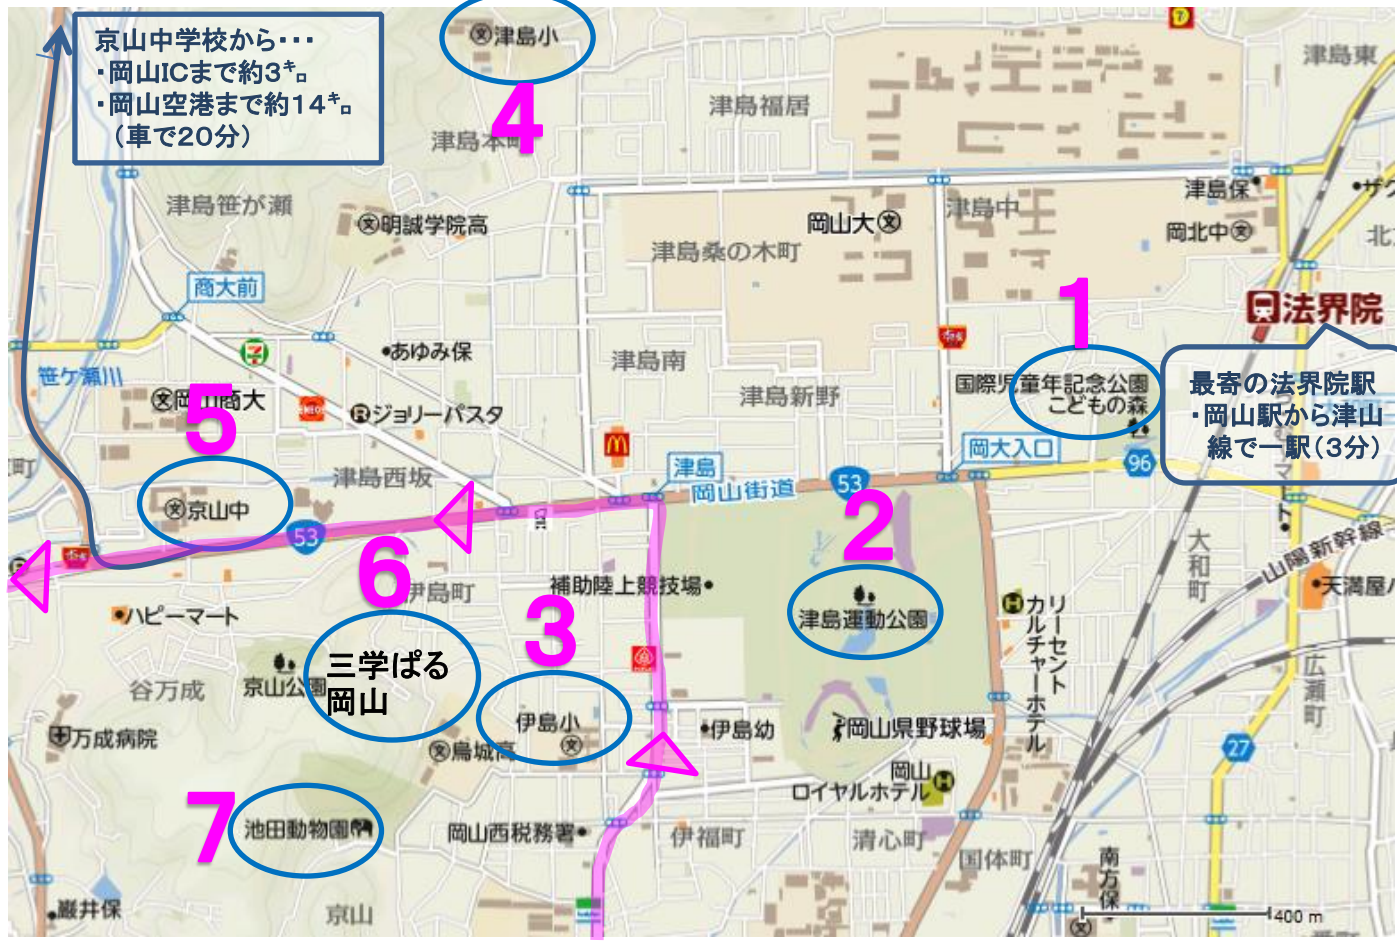 京山中学校から・・・
・岡山ICまで約3㌔。
・岡山空港まで約14㌔。
(車で20分)
津島小
4
津島福居
津島東
津島本町
津島笹が瀬
明誠学院高
岡山大
津島中
津島保
岡北中
津島桑の木町
商大前
1
法界院
あゆみ保
津島南
津島新野
国際児童年記念公園
こどもの森
最寄の法界院駅
・岡山駅から津山
線で一駅(3分)
笹ケ瀬川
岡山商大
5
ジョリーパスタ
津島西坂
津島
岡山街道
53
岡大入口
96
京山中
53
2
6
伊島町
補助陸上競技場
津島運動公園
大和町
山陽新幹線
天満屋
ハピーマート
3
リーセント
カルチャーホテル
三学ぱる
岡山
京山公園
谷万成
伊島小
伊島幼
岡山県野球場
広瀬町
万成病院
烏城高
27
岡山
ロイヤルホテル
7
池田動物園
岡山西税務署
伊福町
清心町
国体町
南方保
巌井保
京山
400 m